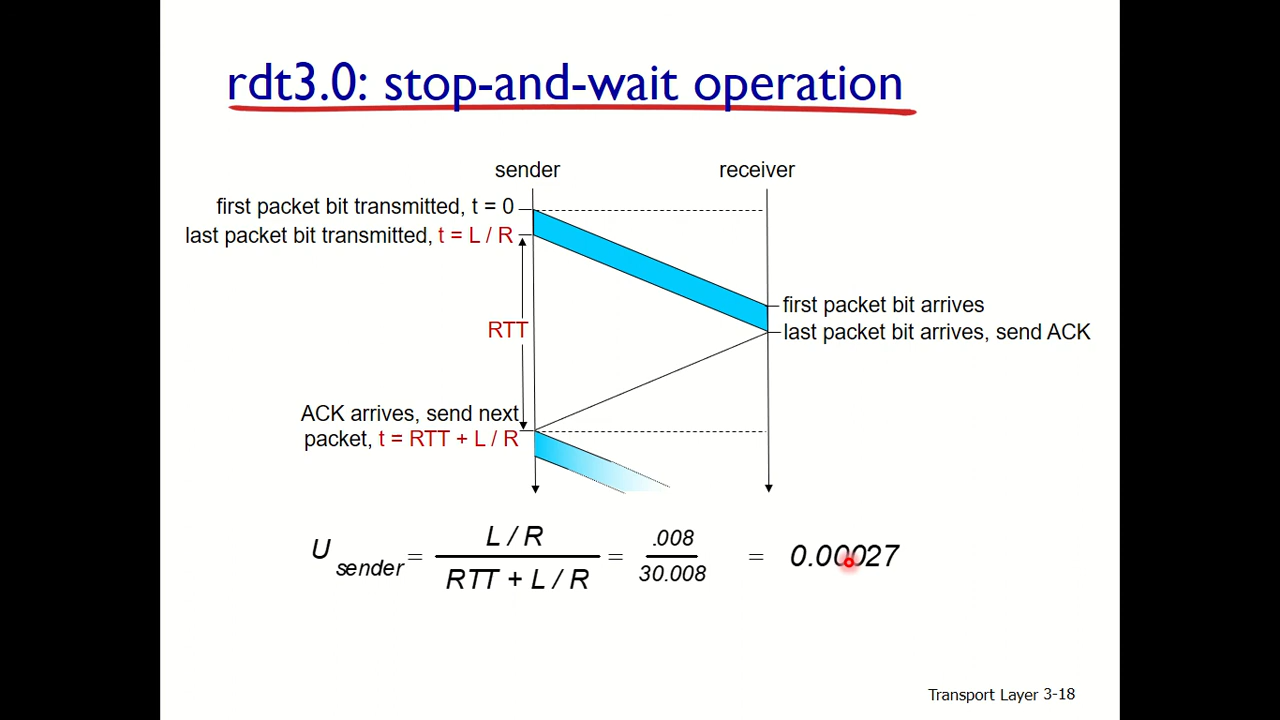 rdt3.0: stop-and-wait operation
sender
receiver
first packet bit transmitted, t = 0
last packet bit transmitted, t = L / R
first packet bit arrives
RTT
last packet bit arrives, send ACK
ACK arrives, send next
packet, t = RTT + L / R
U sender = L / R / RTT + L / R = .008 / 30.008 = 0.00027
Transport Layer 3-18